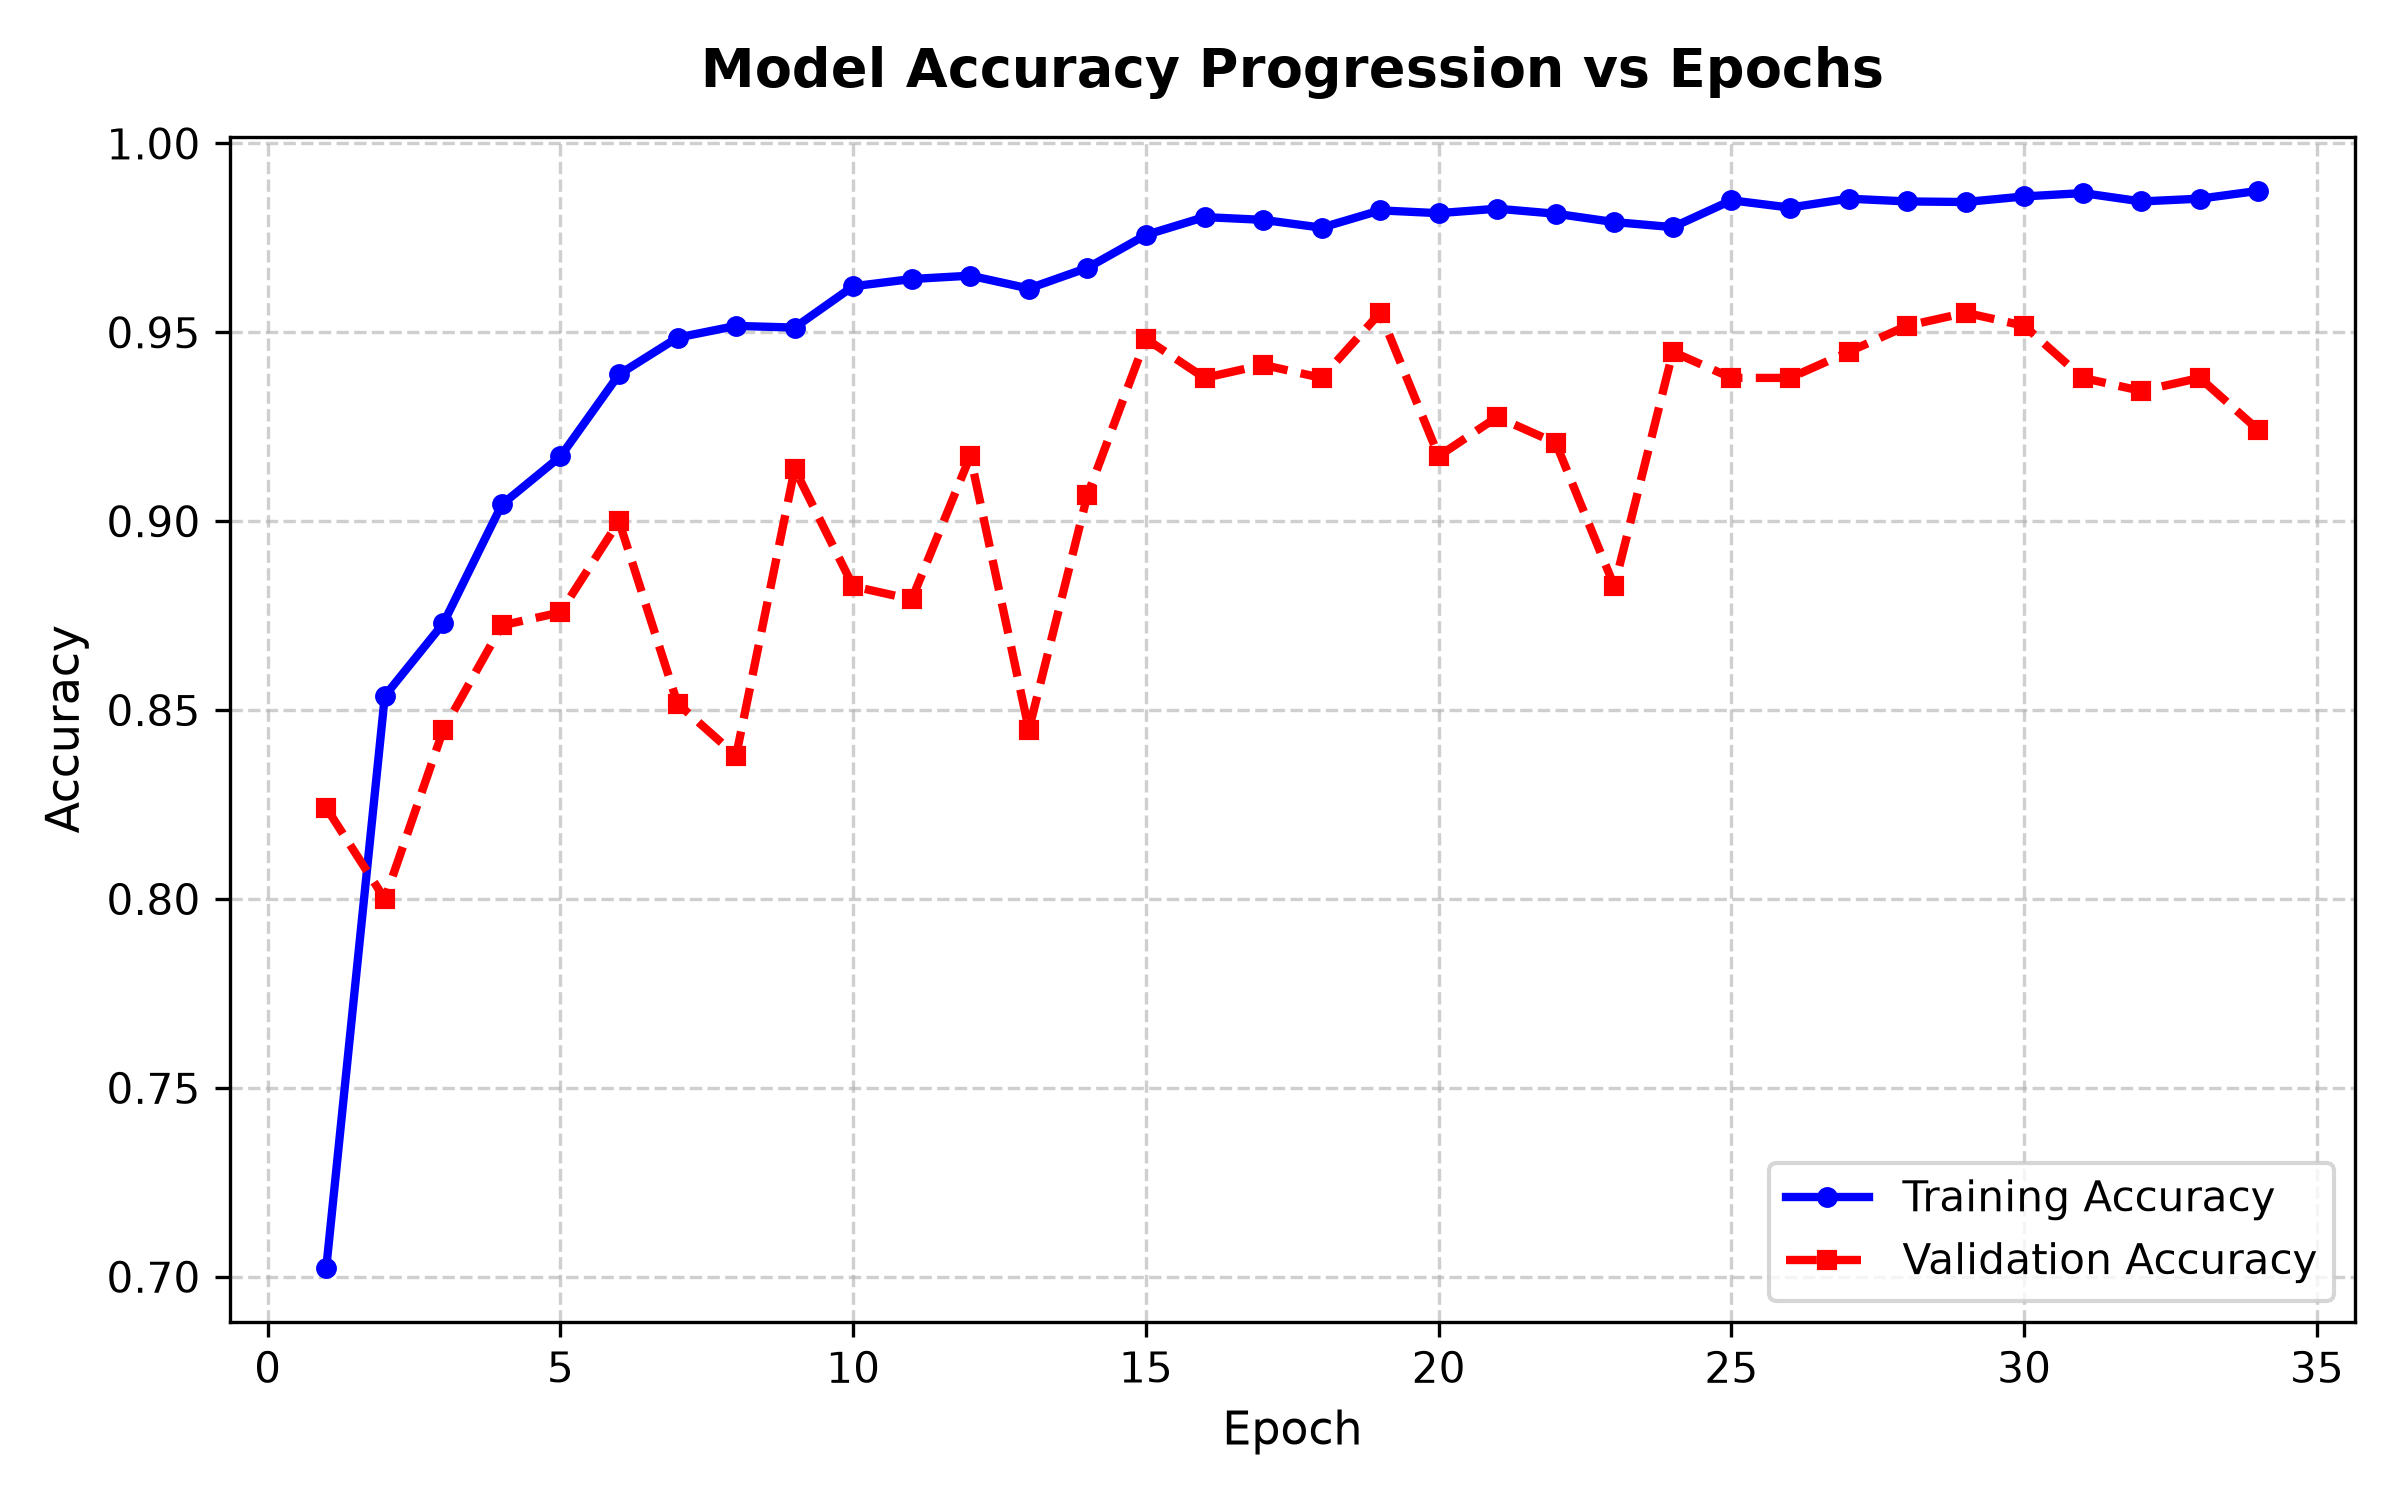 Model Accuracy Progression vs Epochs
1.00
0.95
0.90
0.85
0.80
0.75
0.70
Accuracy
0 5 10 15 20 25 30 35
Epoch
Training Accuracy
Validation Accuracy